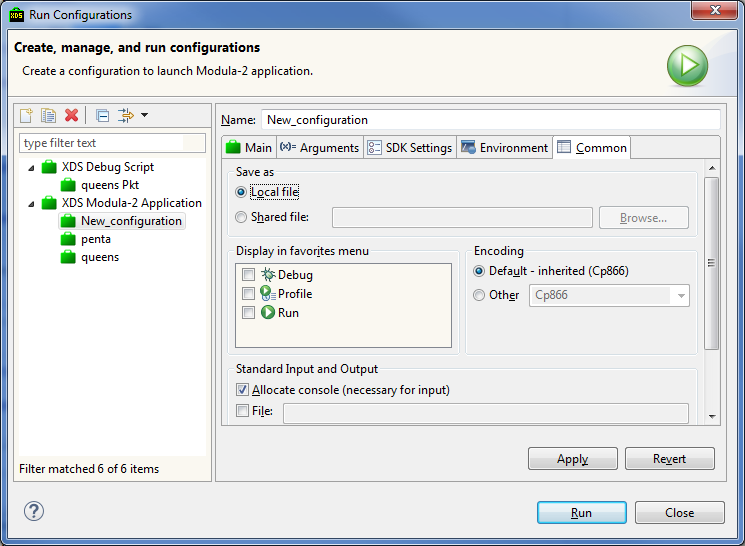 XDS Run Configurations
Create, manage, and run configurations
Create a configuration to launch Modula-2 application.
type filter text
XDS Debug Script
queens Pkt
XDS Modula-2 Application
New_configuration
penta
queens
Filter matched 6 of 6 items
Name: New_configuration
Main (x)= Arguments SDK Settings Environment Common
Save as
Local file
Shared file: Browse...
Display in favorites menu
Debug
Profile
Run
Encoding
Default - inherited (Cp866)
Other Cp866
Standard Input and Output
Allocate console (necessary for input)
File:
Apply Revert
? Run Close